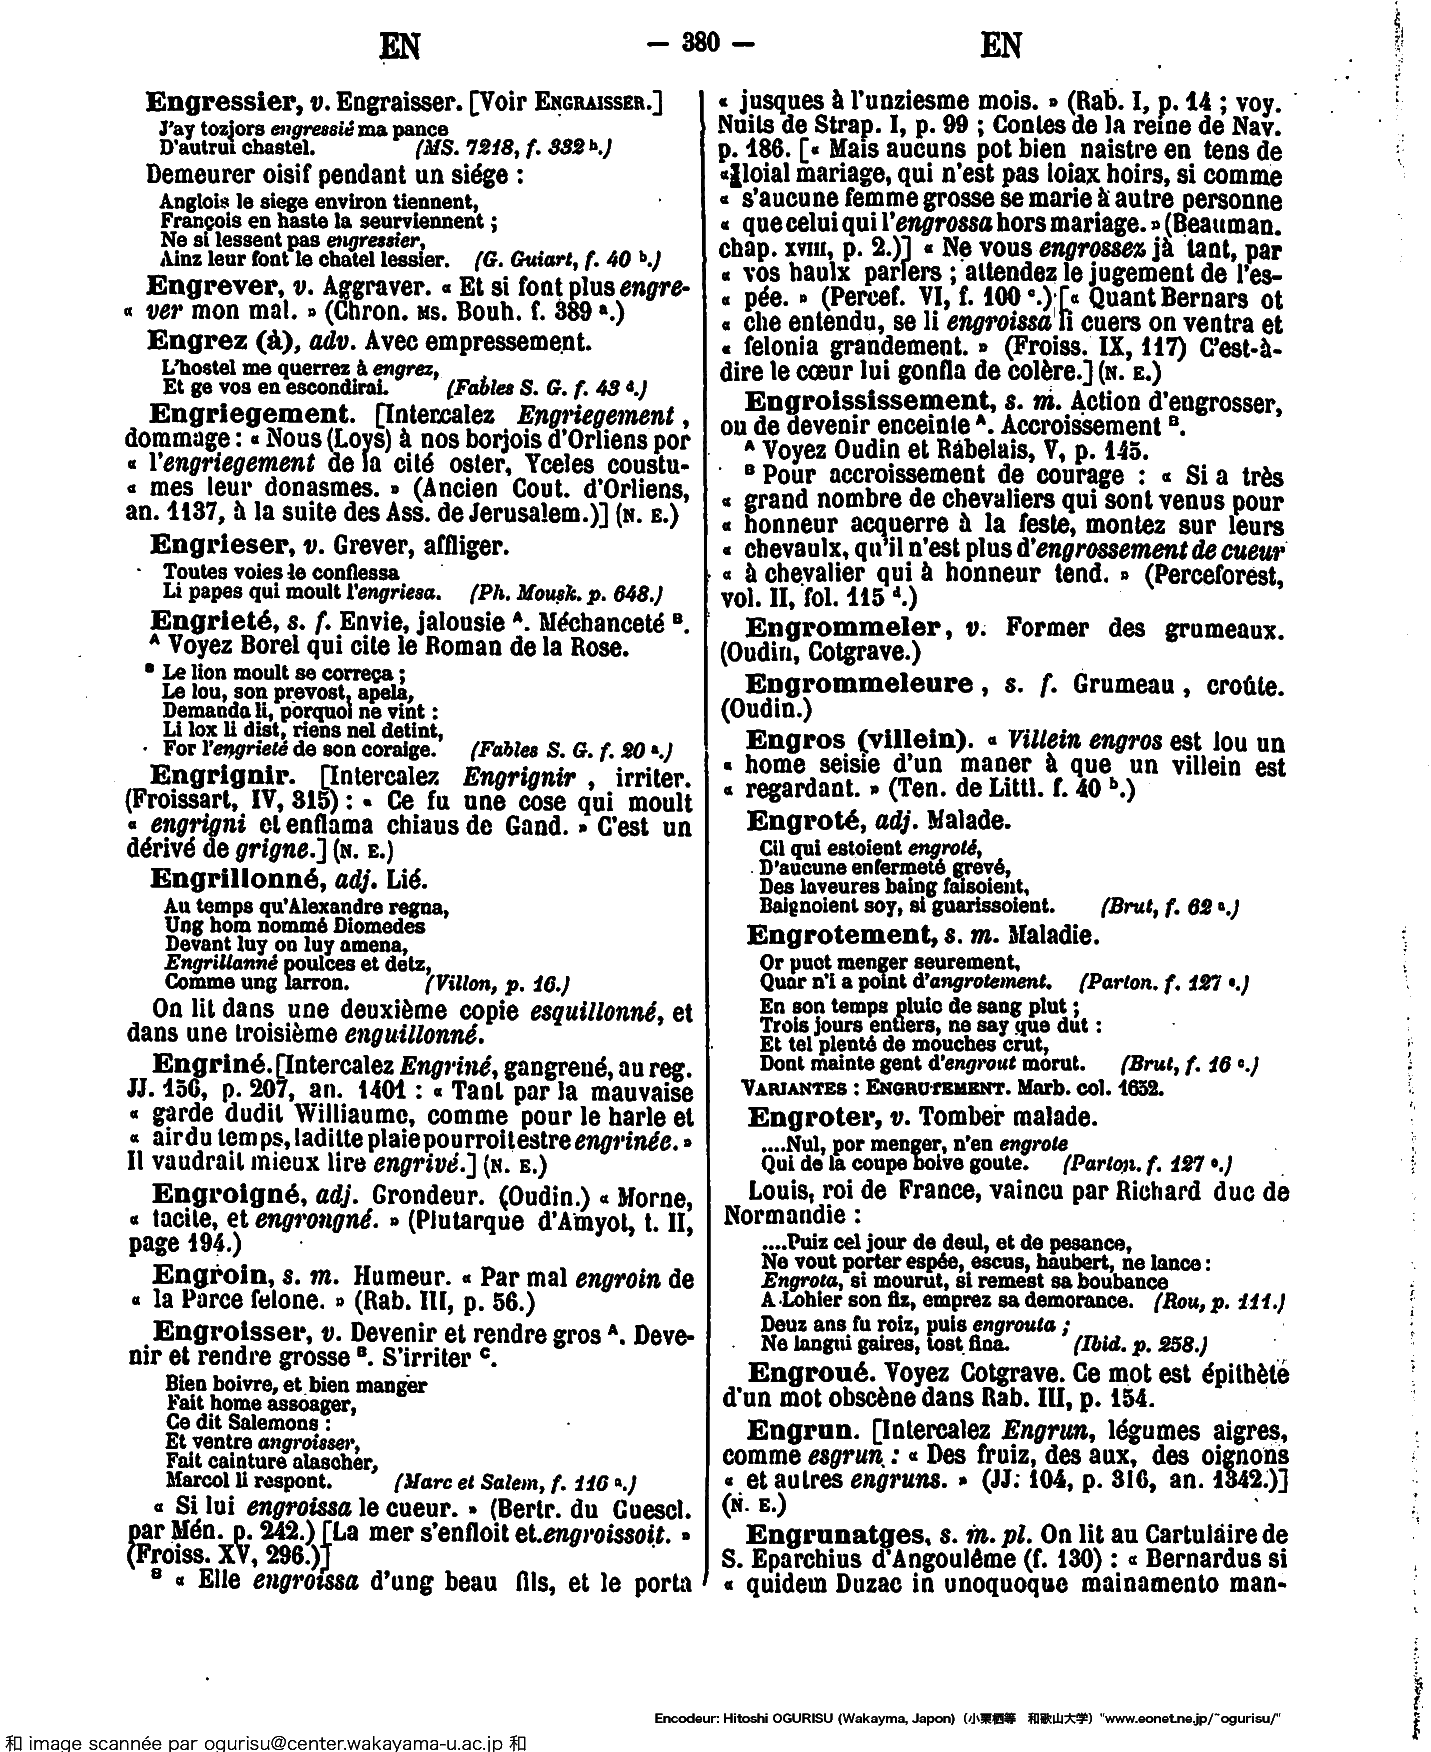 EN — 380 — EN
Engressier, v. Engraisser. [Voir ENGRAISSER.]
J'ay tozjors engressié ma pance
D'autrui chastel. (MS. 7218, f. 332 b.)
Demeurer oisif pendant un siége :
Anglois le siege environ tiennent,
François en haste la seurviennent ;
Ne si lessent pas engressier,
Ainz leur font le chatel lessier. (G. Guiart, f. 40 b.)
Engrever, v. Aggraver. « Et si font plus engre-
« ver mon mal. » (Chron. MS. Bouh. f. 389 a.)
Engrez (à), adv. Avec empressement.
L'hostel me querrez à engrez,
Et ge vos en escondirai. (Fables S. G. f. 43 d.)
Engriegement. [Intercalez Engriegement,
dommage : « Nous (Loys) à nos borjois d'Orliens por
« l'engriegement de la cité oster, Yceles coustu-
« mes leur donasmes. » (Ancien Cout. d'Orliens,
an. 1137, à la suite des Ass. de Jerusalem.)] (N. E.)
Engrieser, v. Grever, affliger.
Toutes voies le conflessa
Li papes qui moult l'engriesa. (Ph. Mousk. p. 648.)
Engrieté, s. f. Envie, jalousie A. Méchanceté B.
A Voyez Borel qui cite le Roman de la Rose.
B Le lion moult se correça ;
Le lou, son prevost, apela,
Demanda li, porquoi ne vint :
Li lox li dist, riens nel detint,
For l'engrieté de son coraige. (Fables S. G. f. 20 a.)
Engrignir. [Intercalez Engrignir , irriter.
(Froissart, IV, 315) : « Ce fu une cose qui moult
« engrigni et enflama chiaus de Gand. » C'est un
dérivé de grigne.] (N. E.)
Engrillonné, adj. Lié.
Au temps qu'Alexandre regna,
Ung hom nommé Diomedes
Devant luy on luy amena,
Engrillanné poulces et detz,
Comme ung larron. (Villon, p. 16.)
On lit dans une deuxième copie esquillonné, et
dans une troisième enguillonné.
Engriné. [Intercalez Engriné, gangrené, au reg.
JJ. 156, p. 207, an. 1401 : « Tant par la mauvaise
« garde dudit Williaume, comme pour le harle et
« air du temps, laditte plaie pourroit estre engrinée. »
Il vaudrait mieux lire engrivé.] (N. E.)
Engroigné, adj. Grondeur. (Oudin.) « Morne,
« tacite, et engrongné. » (Plutarque d'Amyot, t. II,
page 194.)
Engroin, s. m. Humeur. « Par mal engroin de
« la Parce felone. » (Rab. III, p. 56.)
Engroisser, v. Devenir et rendre gros A. Deve-
nir et rendre grosse B. S'irriter C.
Bien boivre, et bien manger
Fait home assoager,
Ce dit Salemons :
Et ventre angroisser,
Fait cainture alascher,
Marcol li respont. (Marc et Salem, f. 116 a.)
« Si lui engroissa le cueur. » (Bertr. du Guescl.
par Mén. p. 242.) [La mer s'enfloit et engroissoit. »
(Froiss. XV, 296.)]
B « Elle engroissa d'ung beau fils, et le porta
« jusques à l'unziesme mois. » (Rab. I, p. 14 ; voy.
Nuits de Strap. I, p. 99 ; Contes de la reine de Nav.
p. 186. [« Mais aucuns pot bien naistre en tens de
« loial mariage, qui n'est pas loiax hoirs, si comme
« s'aucune femme grosse se marie à autre personne
« que celui qui l'engrossa hors mariage. » (Beauman.
chap. XVIII, p. 2.)] « Ne vous engrossez jà tant, par
« vos haulx parlers ; attendez le jugement de l'es-
« pée. » (Percef. VI, f. 100 c.) [« Quant Bernars ot
« che entendu, se li engroissa li cuers on ventra et
« felonia grandement. » (Froiss. IX, 117) C'est-à-
dire le cœur lui gonfla de colère.] (N. E.)
Engroississement, s. m. Action d'engrosser,
ou de devenir enceinte A. Accroissement B.
A Voyez Oudin et Rabelais, V, p. 145.
B Pour accroissement de courage : « Si a très
« grand nombre de chevaliers qui sont venus pour
« honneur acquerre à la feste, montez sur leurs
« chevaulx, qu'il n'est plus d'engrossement de cueur
« à chevalier qui à honneur tend. » (Perceforest,
vol. II, fol. 115 d.)
Engrommeler, v. Former des grumeaux.
(Oudin, Cotgrave.)
Engrommeleure, s. f. Grumeau, croûte.
(Oudin.)
Engros (villein). « Villein engros est lou un
« home seisie d'un maner à que un villein est
« regardant. » (Ten. de Littl. f. 40 b.)
Engroté, adj. Malade.
Cil qui estoient engroté,
D'aucune enfermeté grevé,
Des laveures baing faisoient,
Baignoient soy, si guarissoient. (Brut, f. 62 a.)
Engrotement, s. m. Maladie.
Or puot menger seurement,
Quar n'i a point d'angrotement. (Parton. f. 127 c.)
En son temps pluic de sang plut ;
Trois jours entiers, ne say que dut :
Et tel plenté de mouches crut,
Dont mainte gent d'engrout morut. (Brut, f. 16 c.)
VARIANTES : ENGRUTEMENT. Marb. col. 1652.
Engroter, v. Tomber malade.
....Nul, por menger, n'en engrote
Qui de la coupe boive goute. (Parton. f. 127 c.)
Louis, roi de France, vaincu par Richard duc de
Normandie :
....Puiz cel jour de deul, et de pesance,
Ne vout porter espée, escus, haubert, ne lance :
Engrota, si mourut, si remest sa boubance
A Lohier son fiz, emprez sa demorance. (Rou, p. 111.)
Deuz ans fu roiz, puis engrouta ;
Ne langui gaires, tost fina. (Ibid. p. 258.)
Engroué. Voyez Cotgrave. Ce mot est épithète
d'un mot obscène dans Rab. III, p. 154.
Engrun. [Intercalez Engrun, légumes aigres,
comme esgrun : « Des fruiz, des aux, des oignons
« et autres engruns. » (JJ. 104, p. 316, an. 1342.)]
(N. E.)
Engrunatges, s. m. pl. On lit au Cartulaire de
S. Eparchius d'Angoulême (f. 130) : « Bernardus si
« quidem Duzac in unoquoque mainamento man-
Encodeur: Hitoshi OGURISU (Wakayma, Japon) (小栗栖等 和歌山大学) "www.eonet.ne.jp/~ogurisu/"
和 image scannée par ogurisu@center.wakayama-u.ac.jp 和